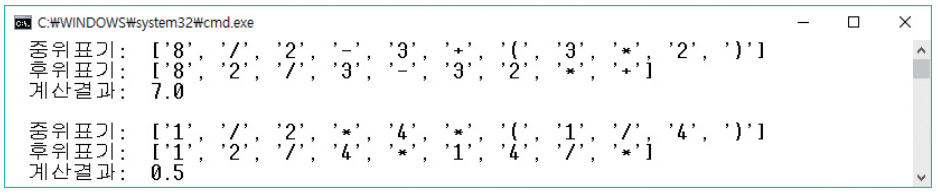 C:₩WINDOWS₩system32₩cmd.exe
중위표기:  ['8', '/', '2', '-', '3', '+', '(', '3', '*', '2', ')']
후위표기:  ['8', '2', '/', '3', '-', '3', '2', '*', '+']
계산결과:  7.0
중위표기:  ['1', '/', '2', '*', '4', '*', '(', '1', '/', '4', ')']
후위표기:  ['1', '2', '/', '4', '*', '1', '4', '/', '*']
계산결과:  0.5